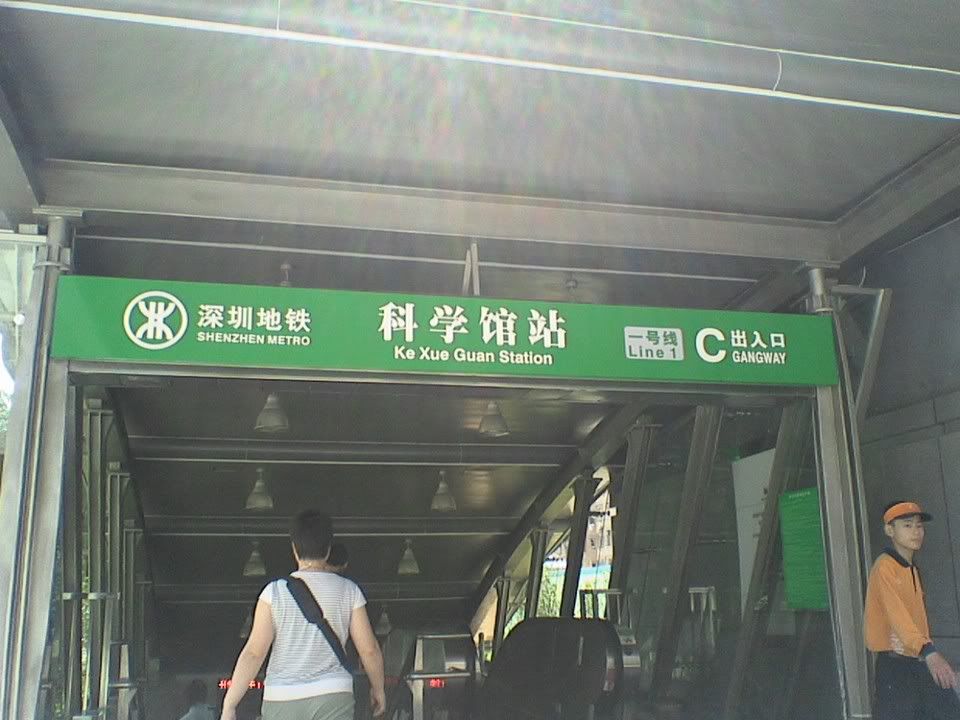 深圳地铁
SHENZHEN METRO
科学馆站
Ke Xue Guan Station
一号线
Line 1
C 出入口
GANGWAY